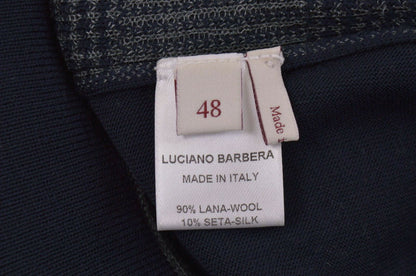 48
Made
LUCIANO BARBERA
MADE IN ITALY
90% LANA-WOOL
10% SETA-SILK